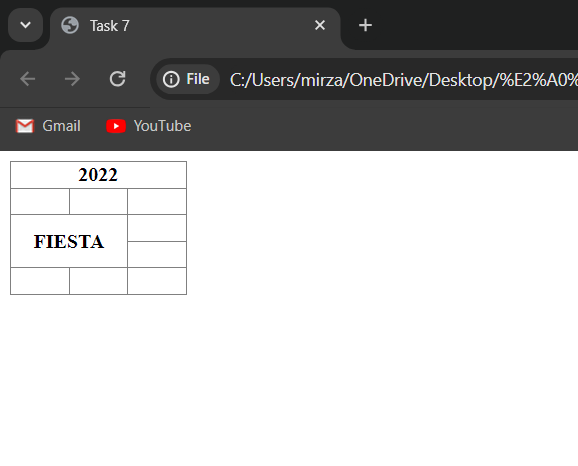 Task 7
File C:/Users/mirza/OneDrive/Desktop/%E2%A0%
Gmail YouTube
2022
FIESTA